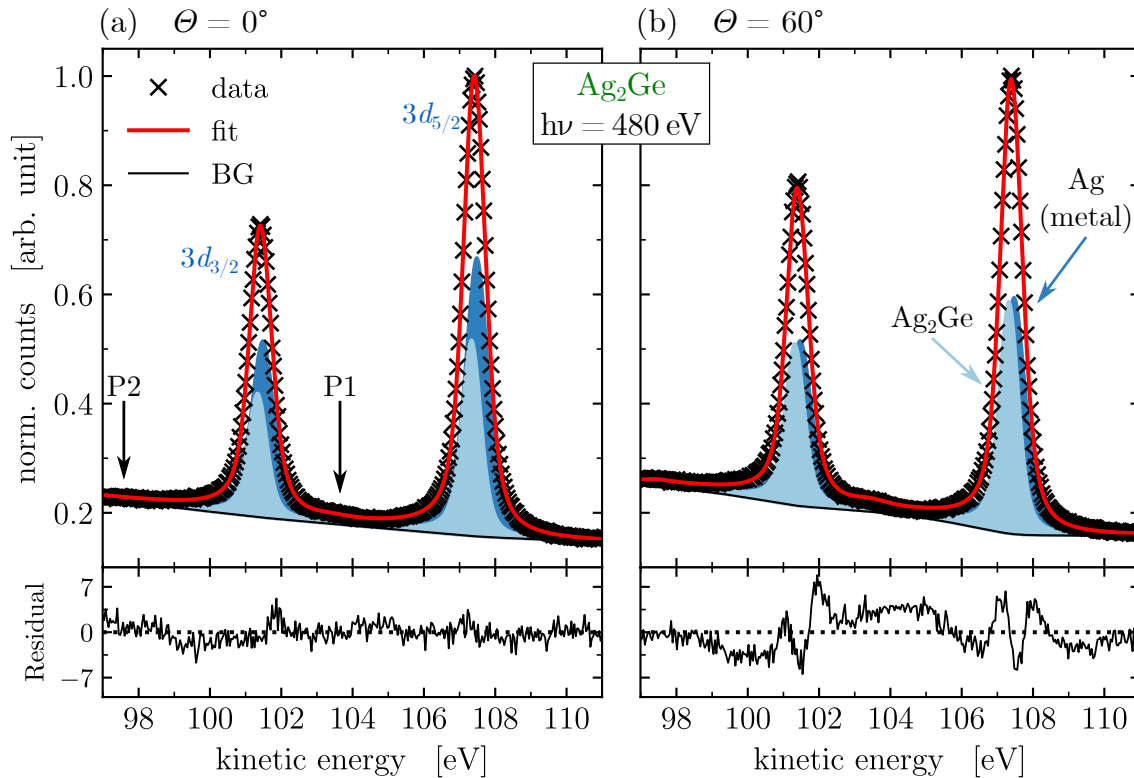 (a) Θ = 0°
(b) Θ = 60°
Ag₂Ge
hν = 480 eV
data
fit
BG
3d₅/₂
3d₃/₂
P2
P1
Ag
(metal)
Ag₂Ge
norm. counts [arb. unit]
1.0
0.8
0.6
0.4
0.2
Residual
7
0
−7
98 100 102 104 106 108 110
98 100 102 104 106 108 110
kinetic energy [eV]
kinetic energy [eV]